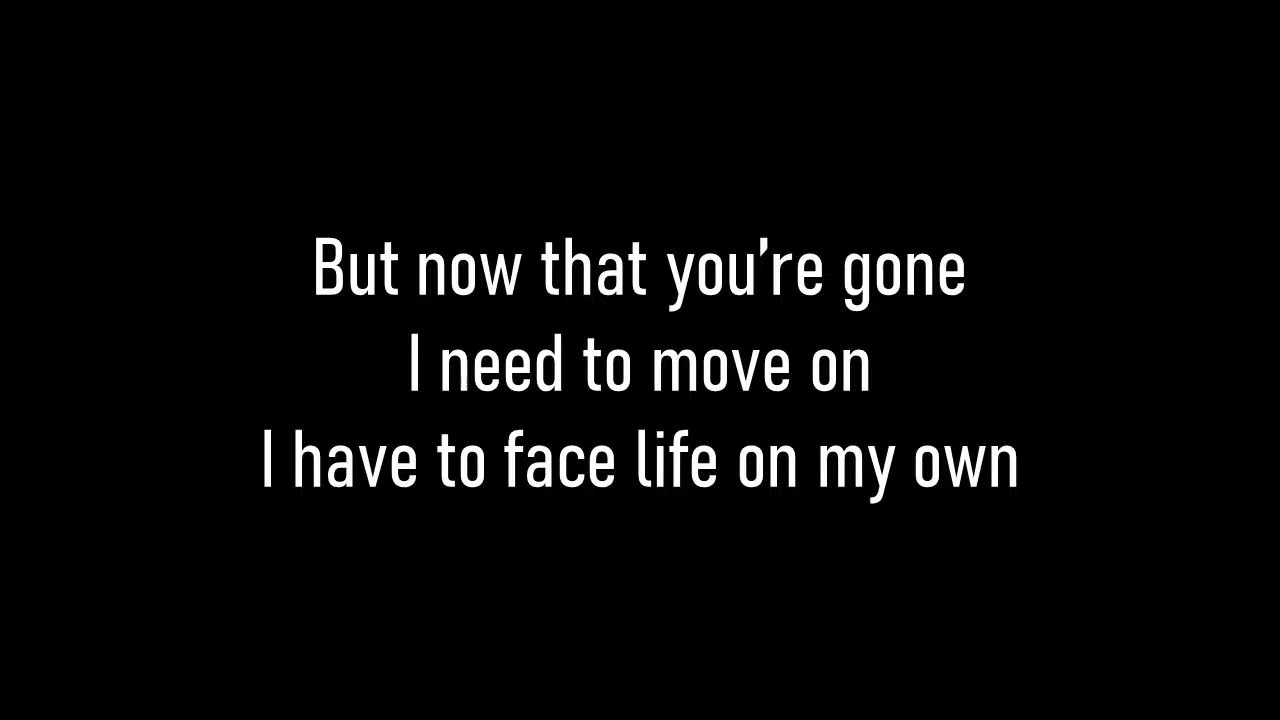 But now that you’re gone
I need to move on
I have to face life on my own